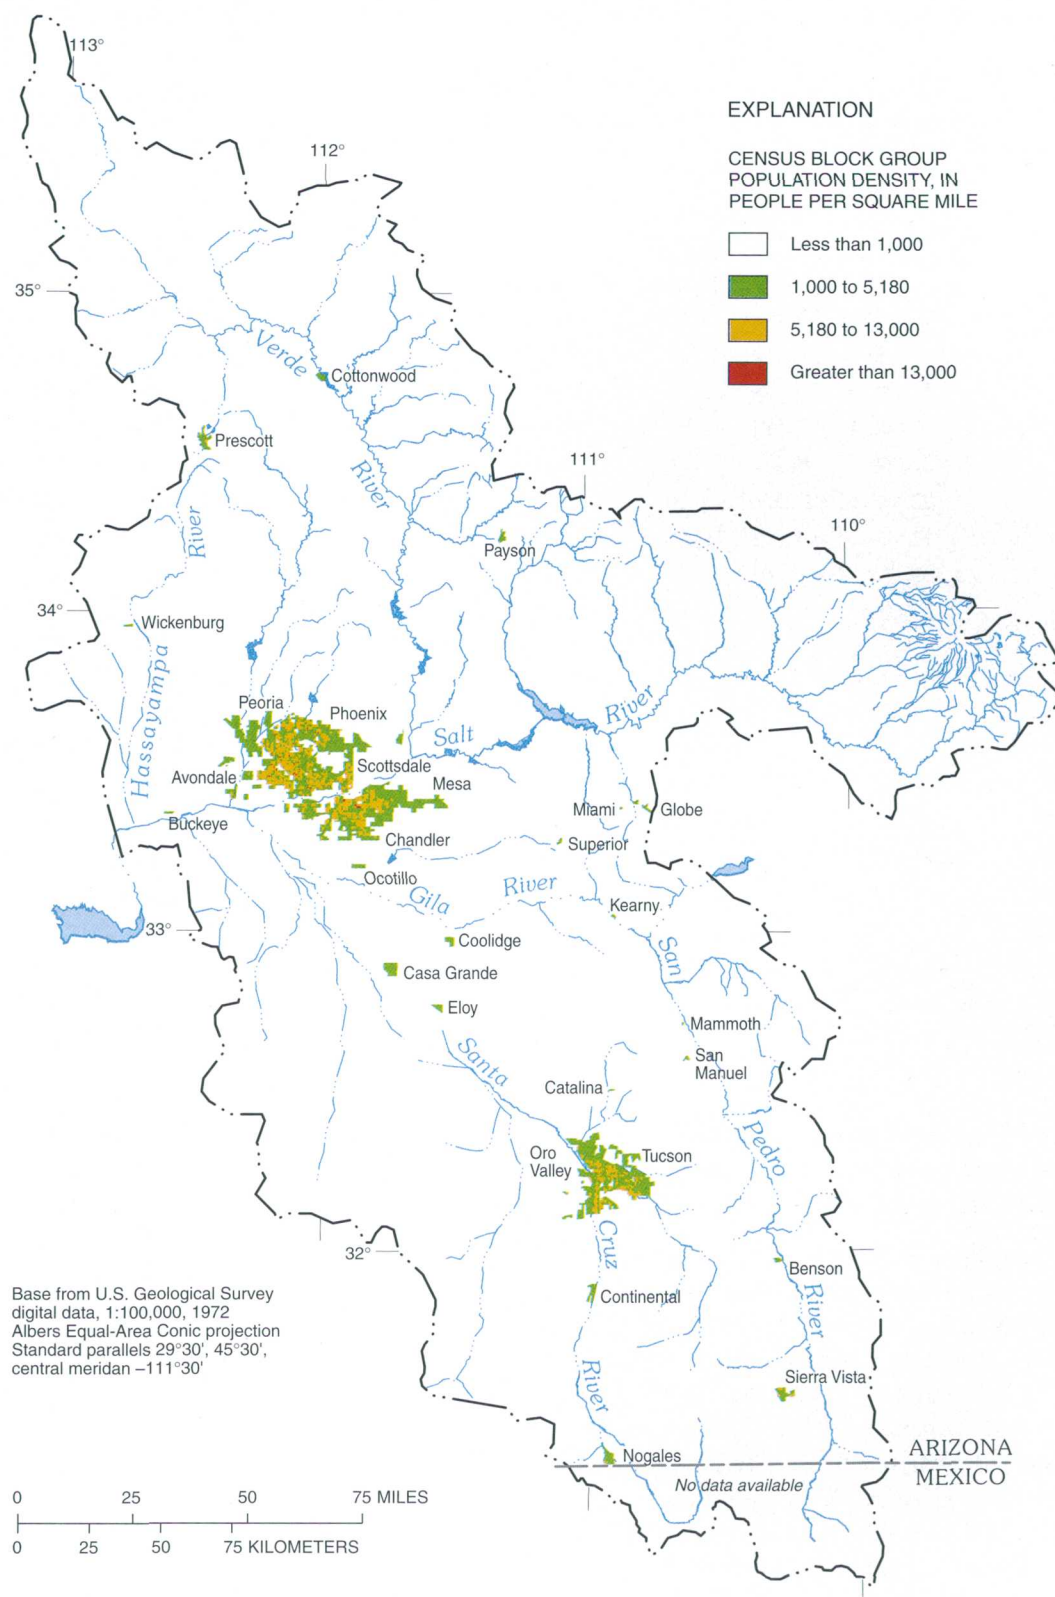 113°
112°
EXPLANATION
CENSUS BLOCK GROUP
POPULATION DENSITY, IN
PEOPLE PER SQUARE MILE
Less than 1,000
1,000 to 5,180
5,180 to 13,000
Greater than 13,000
35°
Verde
Cottonwood
Prescott
River
111°
River
110°
Payson
34°
Wickenburg
Hassayampa
Peoria
Phoenix
River
Salt
Scottsdale
Avondale
Mesa
Miami
Globe
Buckeye
Chandler
Superior
Ocotillo
Gila
River
Kearny
33°
San
Coolidge
Casa Grande
Eloy
Mammoth
Santa
San
Manuel
Catalina
Pedro
Oro
Valley
Tucson
Cruz
32°
Benson
Base from U.S. Geological Survey
digital data, 1:100,000, 1972
Albers Equal-Area Conic projection
Standard parallels 29°30', 45°30',
central meridian –111°30'
Continental
River
Sierra Vista
River
Nogales
ARIZONA
MEXICO
No data available
0 25 50 75 MILES
0 25 50 75 KILOMETERS